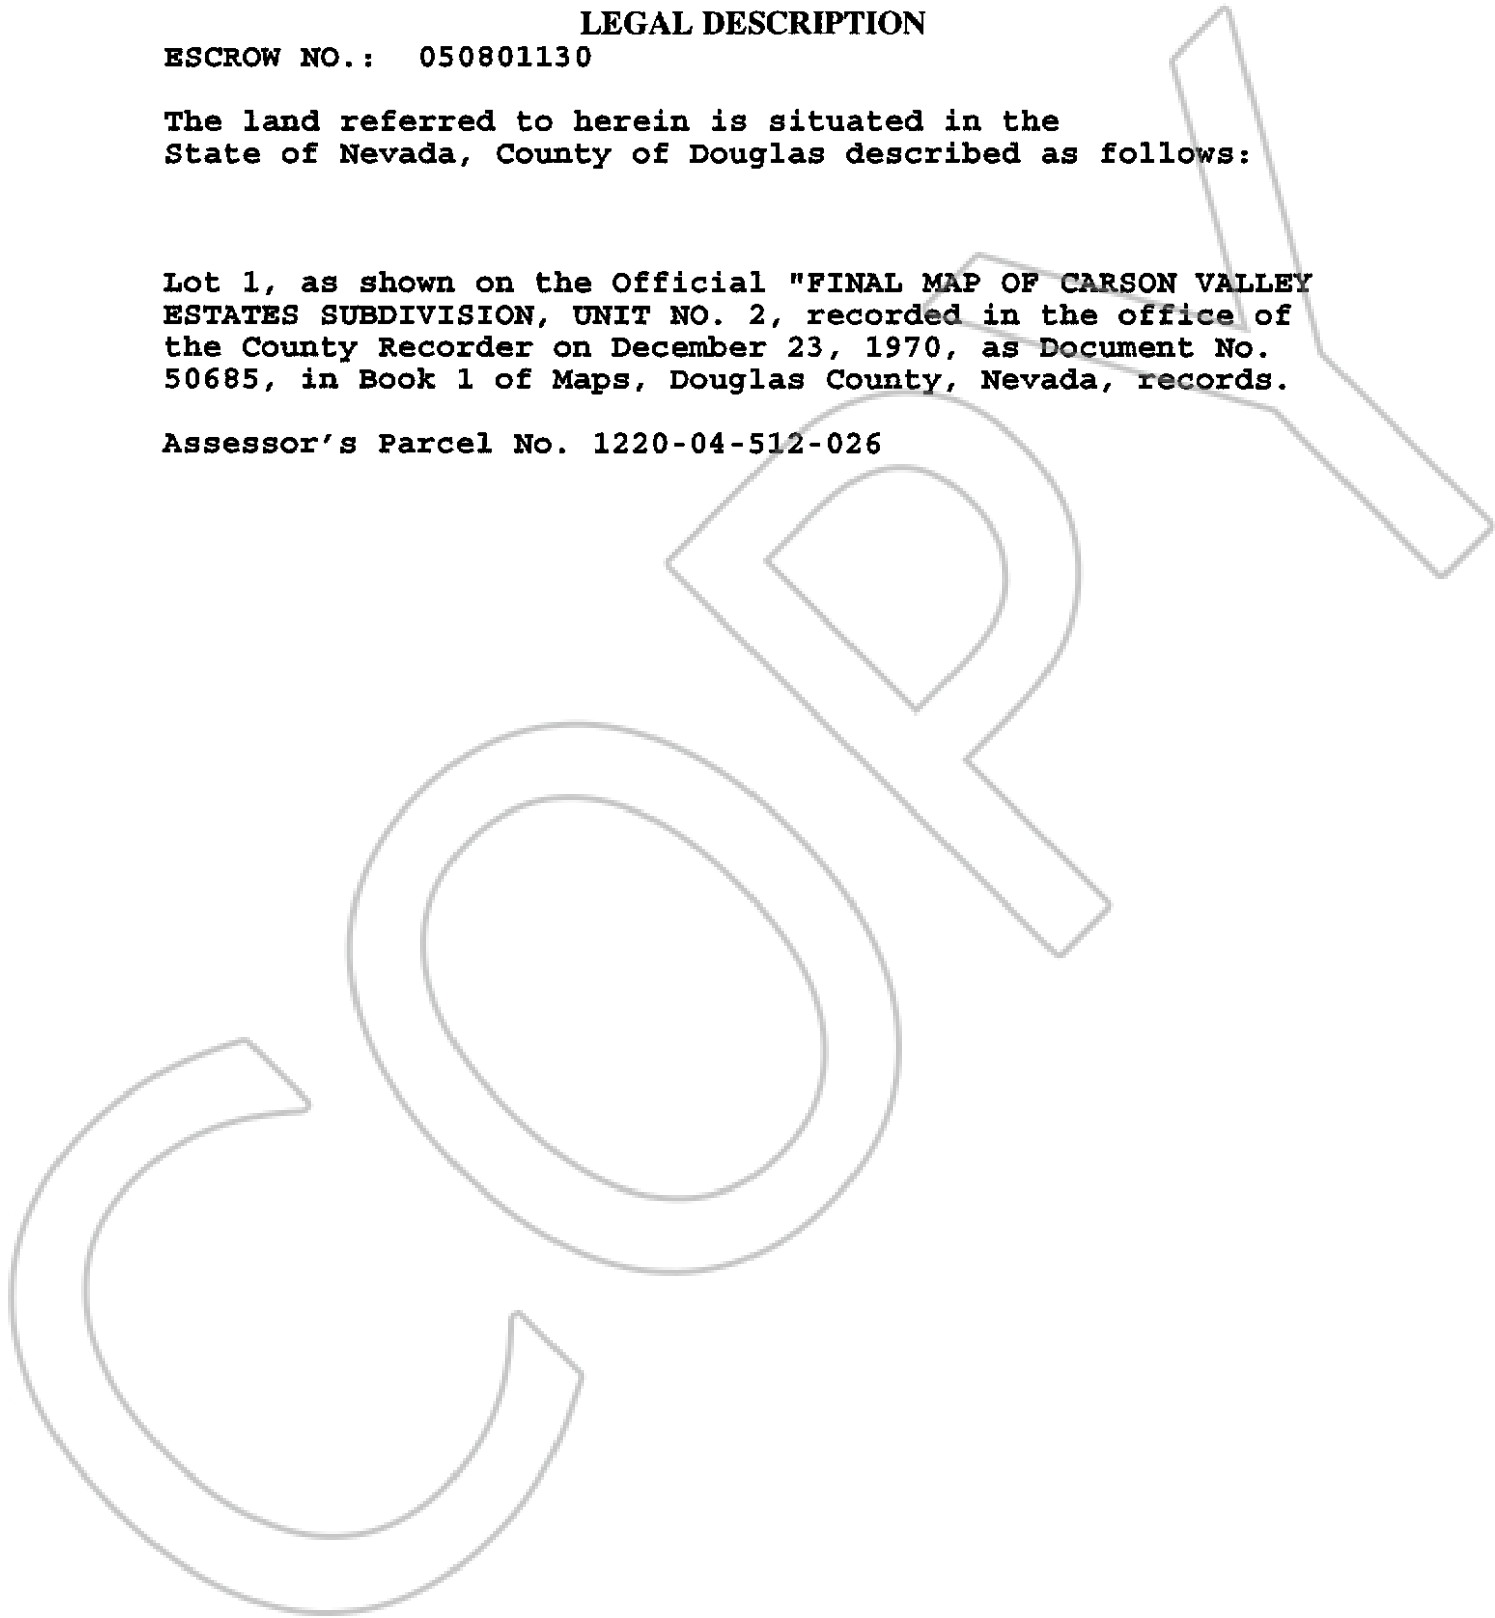 LEGAL DESCRIPTION
ESCROW NO.: 050801130
The land referred to herein is situated in the
State of Nevada, County of Douglas described as follows:
Lot 1, as shown on the Official "FINAL MAP OF CARSON VALLEY
ESTATES SUBDIVISION, UNIT NO. 2, recorded in the office of
the County Recorder on December 23, 1970, as Document No.
50685, in Book 1 of Maps, Douglas County, Nevada, records.
Assessor's Parcel No. 1220-04-512-026
COPY